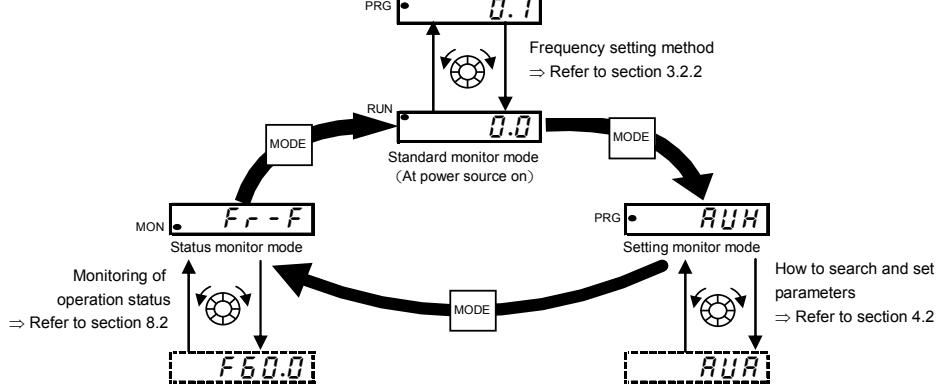 PRG
0.1
Frequency setting method
⇒ Refer to section 3.2.2
RUN
0.0
MODE
MODE
Standard monitor mode
(At power source on)
MON
Fr-F
PRG
AUH
Status monitor mode
Setting monitor mode
Monitoring of
operation status
⇒ Refer to section 8.2
How to search and set
parameters
⇒ Refer to section 4.2
MODE
F60.0
AUA